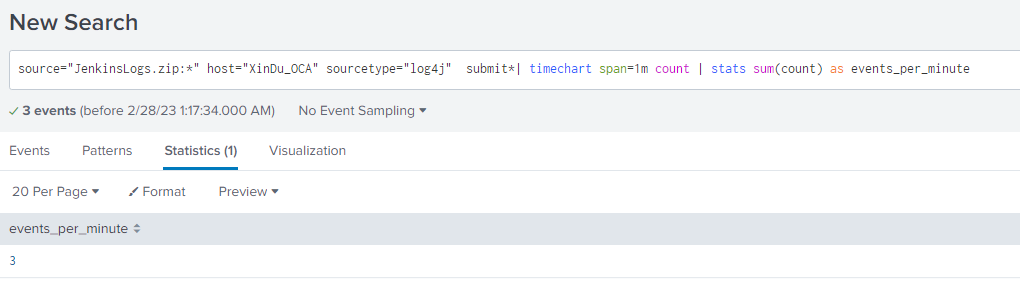 New Search
source="JenkinsLogs.zip:*" host="XinDu_OCA" sourcetype="log4j"  submit*| timechart span=1m count | stats sum(count) as events_per_minute
✓ 3 events (before 2/28/23 1:17:34.000 AM) No Event Sampling ▾
Events Patterns Statistics (1) Visualization
20 Per Page ▾ Format Preview ▾
events_per_minute
3